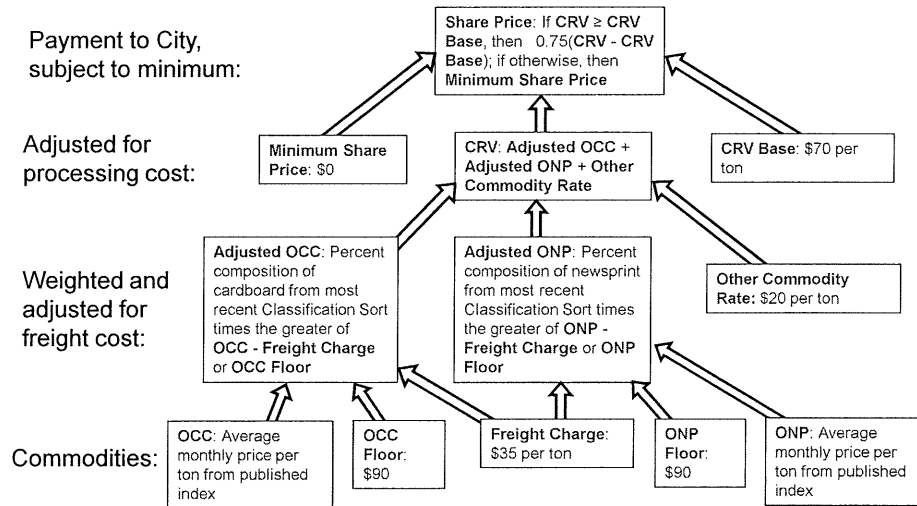 Payment to City,
subject to minimum:
Share Price: If CRV ≥ CRV
Base, then 0.75(CRV - CRV
Base); if otherwise, then
Minimum Share Price
Adjusted for
processing cost:
Minimum Share
Price: $0
CRV: Adjusted OCC +
Adjusted ONP + Other
Commodity Rate
CRV Base: $70 per
ton
Weighted and
adjusted for
freight cost:
Adjusted OCC: Percent
composition of
cardboard from most
recent Classification Sort
times the greater of
OCC - Freight Charge
or OCC Floor
Adjusted ONP: Percent
composition of newsprint
from most recent
Classification Sort times
the greater of ONP -
Freight Charge or ONP
Floor
Other Commodity
Rate: $20 per ton
Commodities:
OCC: Average
monthly price per
ton from published
index
OCC
Floor:
$90
Freight Charge:
$35 per ton
ONP
Floor:
$90
ONP: Average
monthly price per
ton from published
index